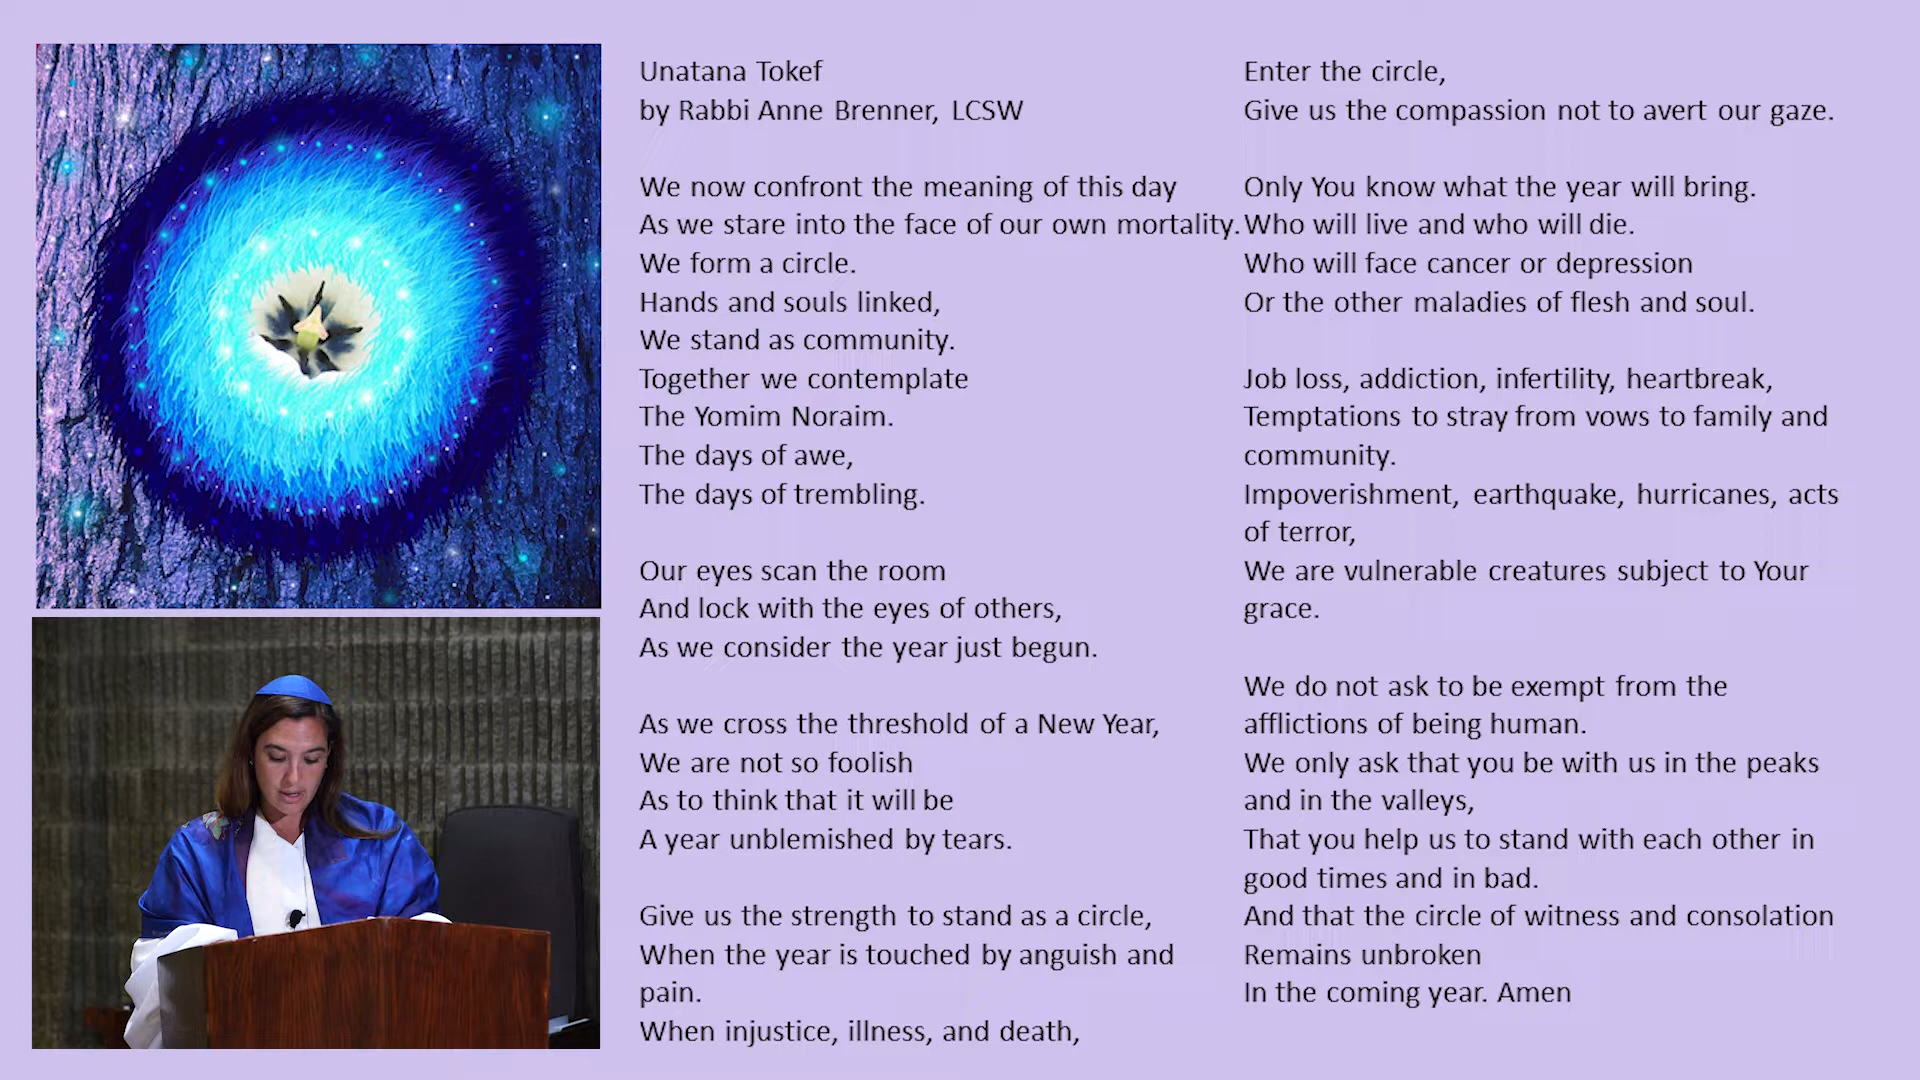 Unatana Tokef
by Rabbi Anne Brenner, LCSW
We now confront the meaning of this day
As we stare into the face of our own mortality.
We form a circle.
Hands and souls linked,
We stand as community.
Together we contemplate
The Yomim Noraim.
The days of awe,
The days of trembling.
Our eyes scan the room
And lock with the eyes of others,
As we consider the year just begun.
As we cross the threshold of a New Year,
We are not so foolish
As to think that it will be
A year unblemished by tears.
Give us the strength to stand as a circle,
When the year is touched by anguish and
pain.
When injustice, illness, and death,
Enter the circle,
Give us the compassion not to avert our gaze.
Only You know what the year will bring.
Who will live and who will die.
Who will face cancer or depression
Or the other maladies of flesh and soul.
Job loss, addiction, infertility, heartbreak,
Temptations to stray from vows to family and
community.
Impoverishment, earthquake, hurricanes, acts
of terror,
We are vulnerable creatures subject to Your
grace.
We do not ask to be exempt from the
afflictions of being human.
We only ask that you be with us in the peaks
and in the valleys,
That you help us to stand with each other in
good times and in bad.
And that the circle of witness and consolation
Remains unbroken
In the coming year. Amen